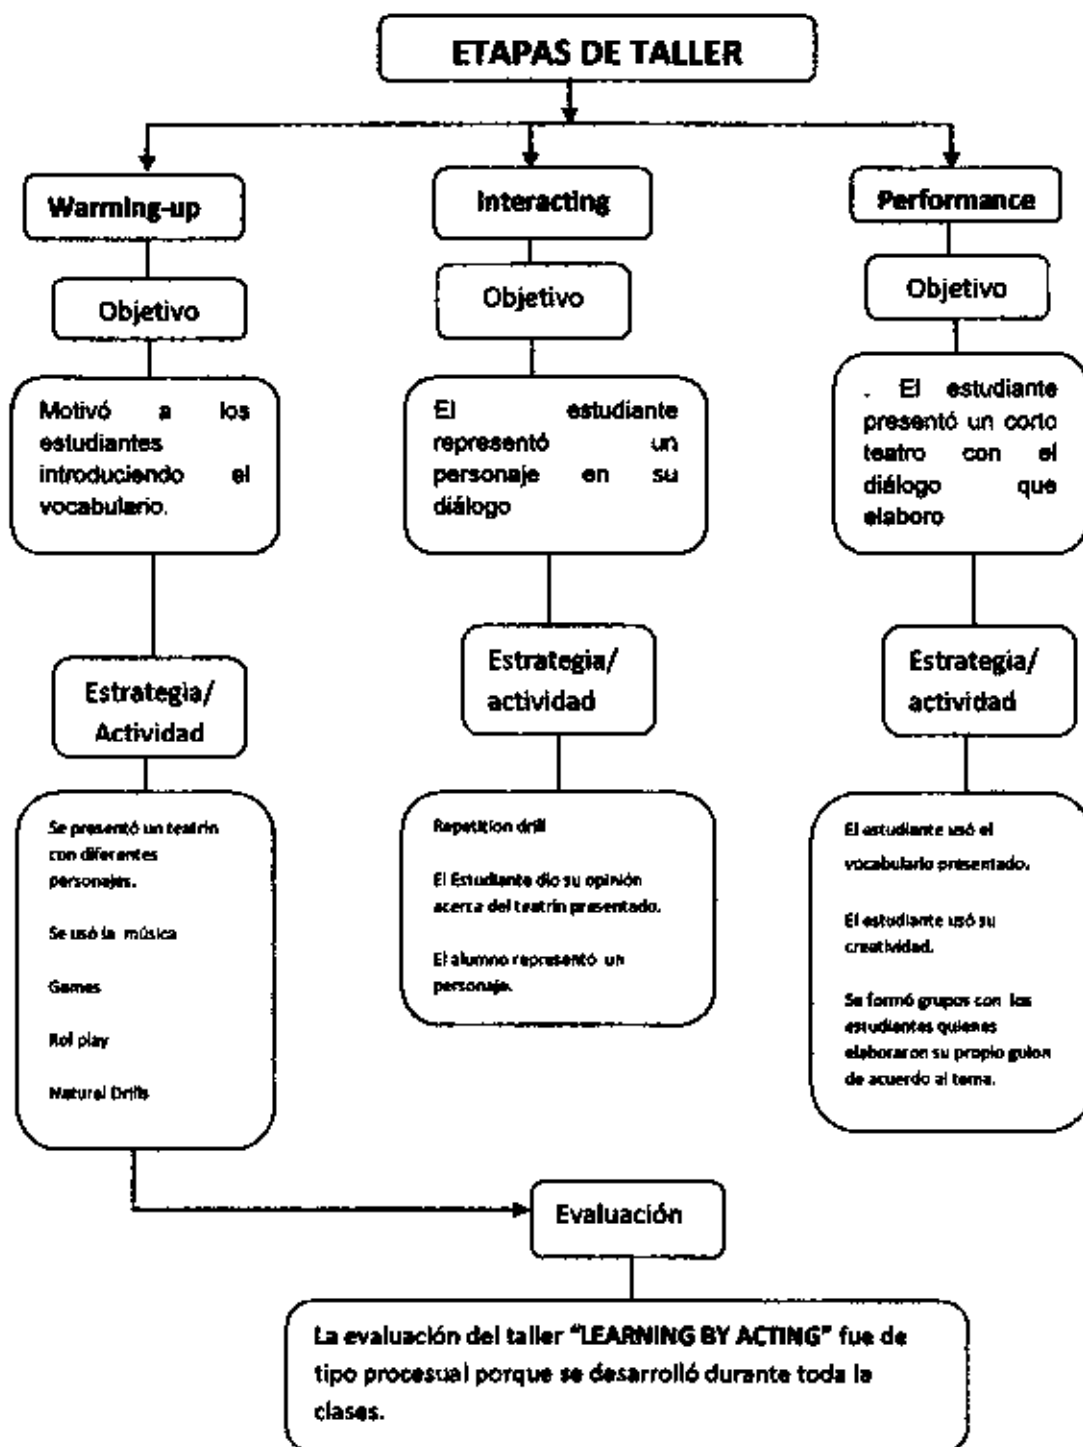 ETAPAS DE TALLER
Warming-up
Objetivo
Motivó a los
estudiantes
introduciendo el
vocabulario.
Estrategia/
Actividad
Se presentó un teatrín
con diferentes
personajes.
Se usó la música
Games
Rol play
Natural Drills
Interacting
Objetivo
El estudiante
representó un
personaje en su
diálogo
Estrategia/
actividad
Repetition drill
El Estudiante dio su opinión
acerca del teatrín presentado.
El alumno representó un
personaje.
Performance
Objetivo
. El estudiante
presentó un corto
teatro con el
diálogo que
elaboro
Estrategia/
actividad
El estudiante usó el
vocabulario presentado.
El estudiante usó su
creatividad.
Se formó grupos con los
estudiantes quienes
elaboraron su propio guion
de acuerdo al tema.
Evaluación
La evaluación del taller "LEARNING BY ACTING" fue de
tipo procesual porque se desarrolló durante toda la
clases.